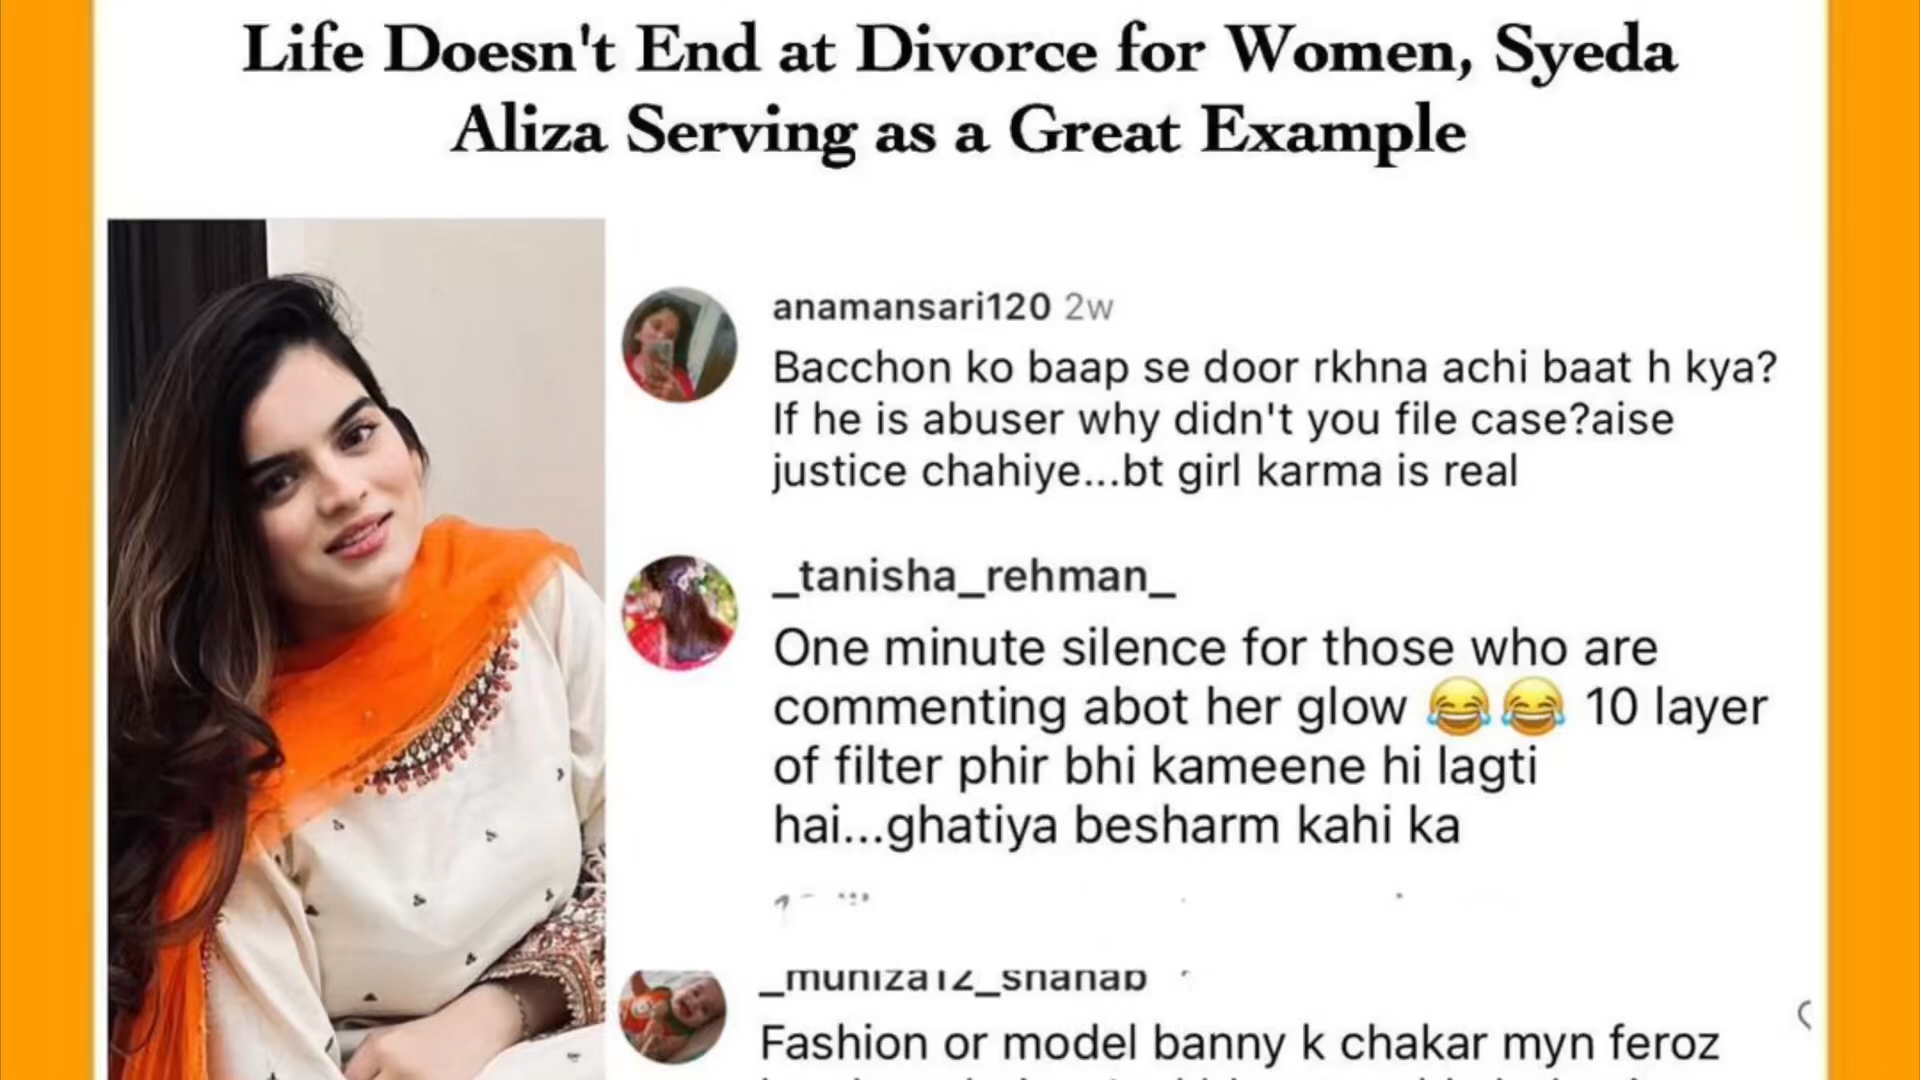 Life Doesn't End at Divorce for Women, Syeda
Aliza Serving as a Great Example
anamansari120 2w
Bacchon ko baap se door rkhna achi baat h kya?
If he is abuser why didn't you file case?aise
justice chahiye...bt girl karma is real
_tanisha_rehman_
One minute silence for those who are
commenting abot her glow 😂😂 10 layer
of filter phir bhi kameene hi lagti
hai...ghatiya besharm kahi ka
_muniza12_shanab
Fashion or model banny k chakar myn feroz